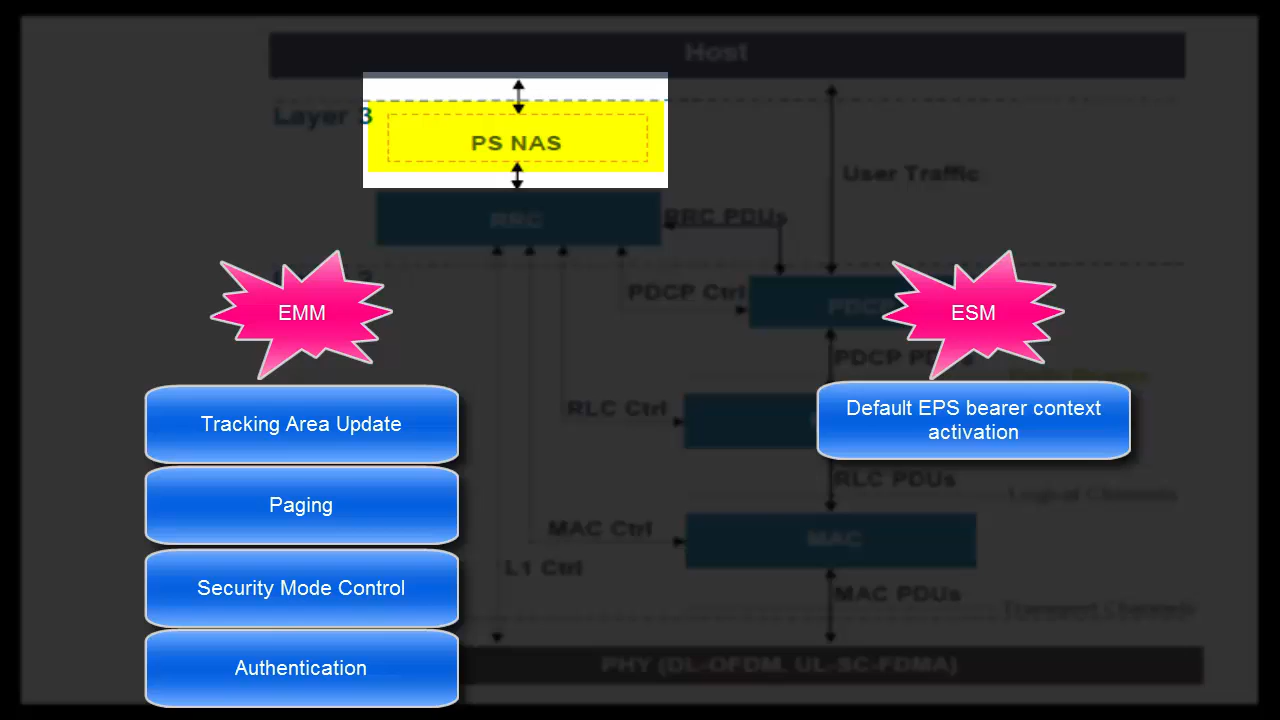 Host
Layer 3
PS NAS
User Traffic
RRC
RRC PDUs
EMM
PDCP Ctrl
PDCP
ESM
PDCP PDUs
Tracking Area Update
RLC Ctrl
Default EPS bearer context
activation
RLC PDUs
Logical Channels
Paging
MAC Ctrl
MAC
L1 Ctrl
Security Mode Control
MAC PDUs
Transport Channels
Authentication
PHY (DL-OFDM, UL-SC-FDMA)